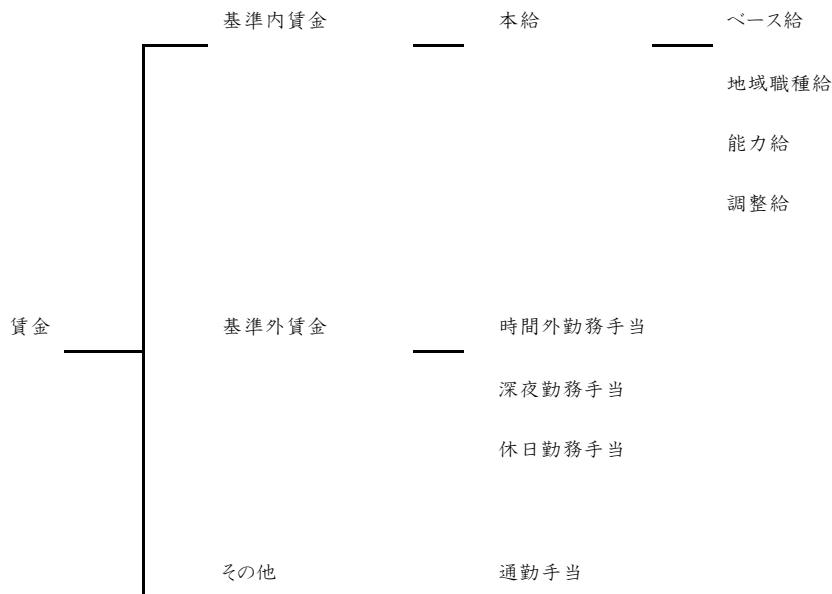 基準内賃金 本給 ベース給
地域職種給
能力給
調整給
賃金 基準外賃金 時間外勤務手当
深夜勤務手当
休日勤務手当
その他 通勤手当